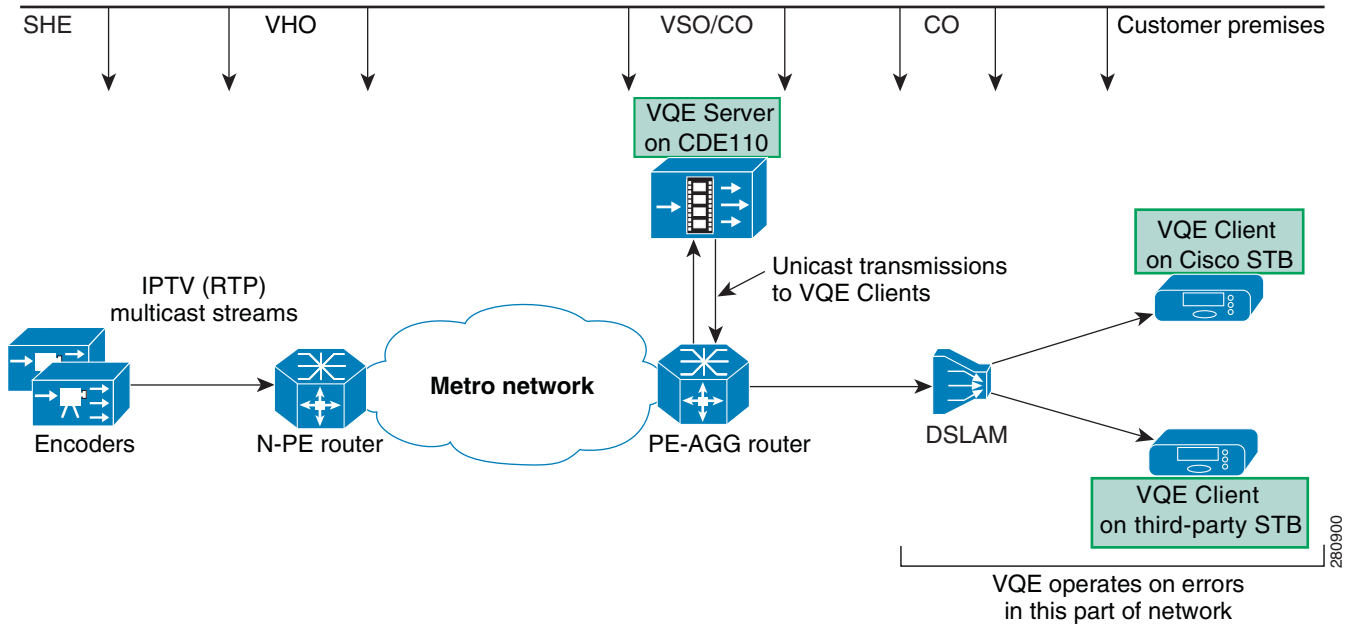 SHE VHO VSO/CO CO Customer premises
VQE Server
on CDE110
VQE Client
on Cisco STB
Unicast transmissions
to VQE Clients
IPTV (RTP)
multicast streams
Metro network
Encoders
N-PE router
PE-AGG router
DSLAM
VQE Client
on third-party STB
VQE operates on errors
in this part of network
280900